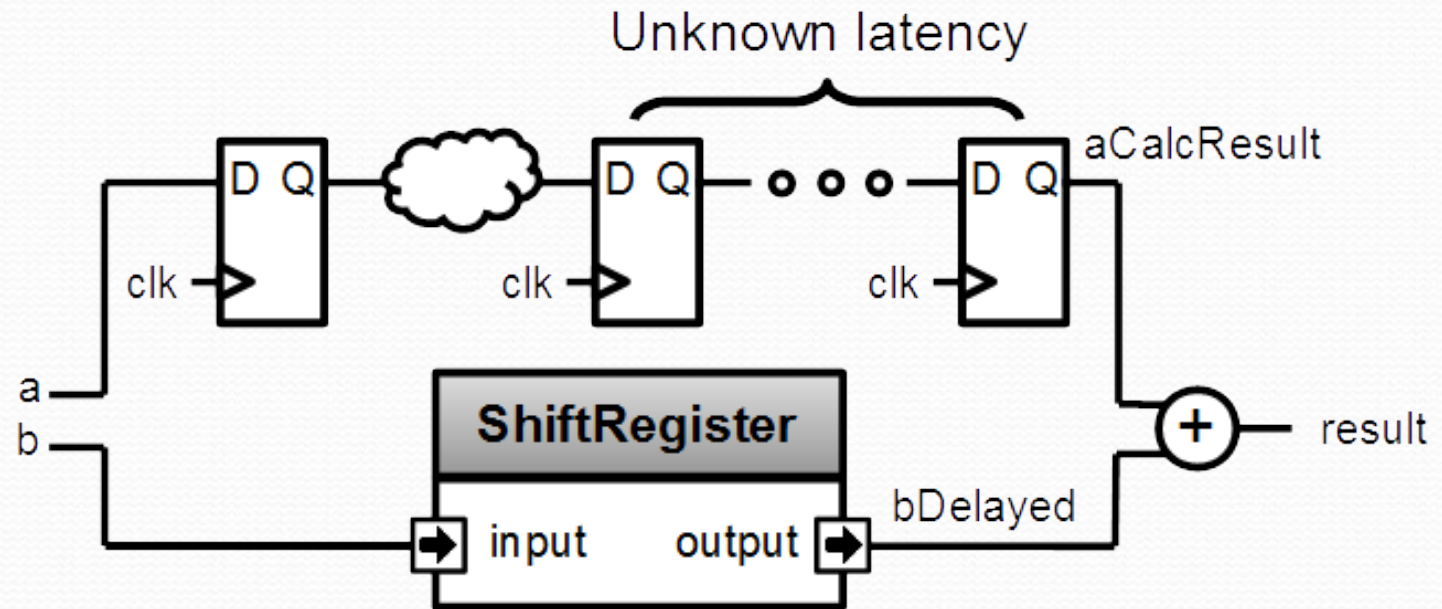 Unknown latency
aCalcResult
D Q
D Q
D Q
clk
clk
clk
a
b
ShiftRegister
input output
bDelayed
+
result